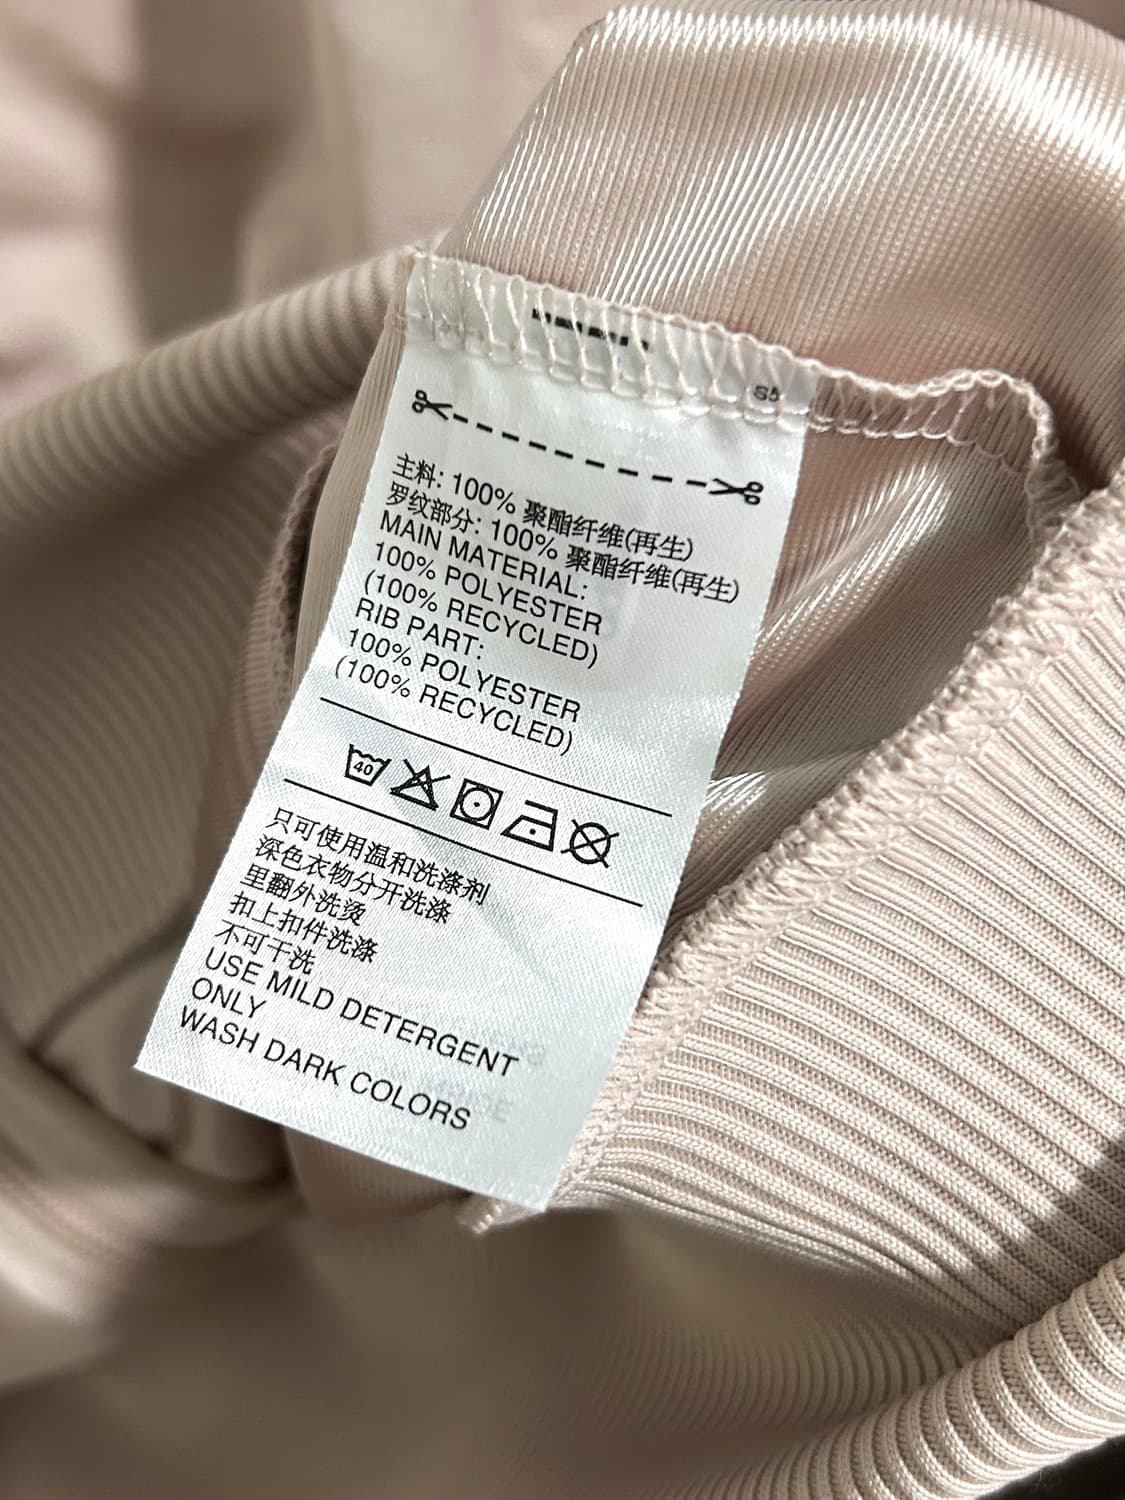 主料: 100% 聚酯纤维(再生)
罗纹部分: 100% 聚酯纤维(再生)
MAIN MATERIAL:
100% POLYESTER
(100% RECYCLED)
RIB PART:
100% POLYESTER
(100% RECYCLED)
40
只可使用温和洗涤剂
深色衣物分开洗涤
里翻外洗烫
扣上扣件洗涤
不可干洗
USE MILD DETERGENT
ONLY
WASH DARK COLORS